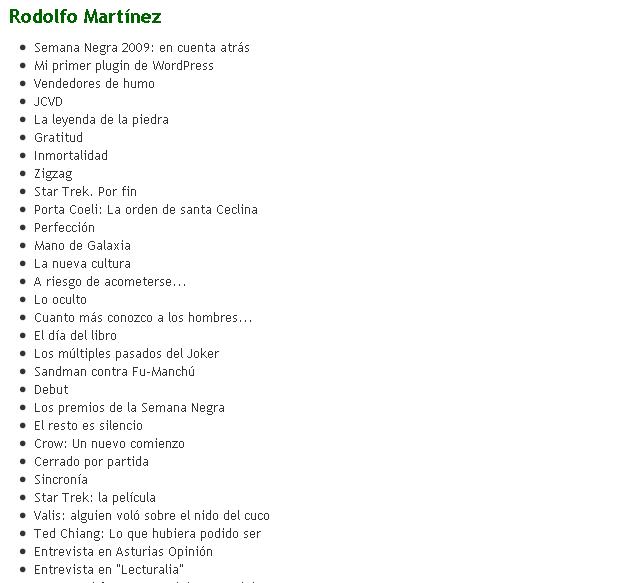 Rodolfo Martínez
Semana Negra 2009: en cuenta atrás
Mi primer plugin de WordPress
Vendedores de humo
JCVD
La leyenda de la piedra
Gratitud
Inmortalidad
Zigzag
Star Trek. Por fin
Porta Coeli: La orden de santa Ceclina
Perfección
Mano de Galaxia
La nueva cultura
A riesgo de acometerse...
Lo oculto
Cuanto más conozco a los hombres...
El día del libro
Los múltiples pasados del Joker
Sandman contra Fu-Manchú
Debut
Los premios de la Semana Negra
El resto es silencio
Crow: Un nuevo comienzo
Cerrado por partida
Sincronía
Star Trek: la película
Valis: alguien voló sobre el nido del cuco
Ted Chiang: Lo que hubiera podido ser
Entrevista en Asturias Opinión
Entrevista en "Lecturalia"